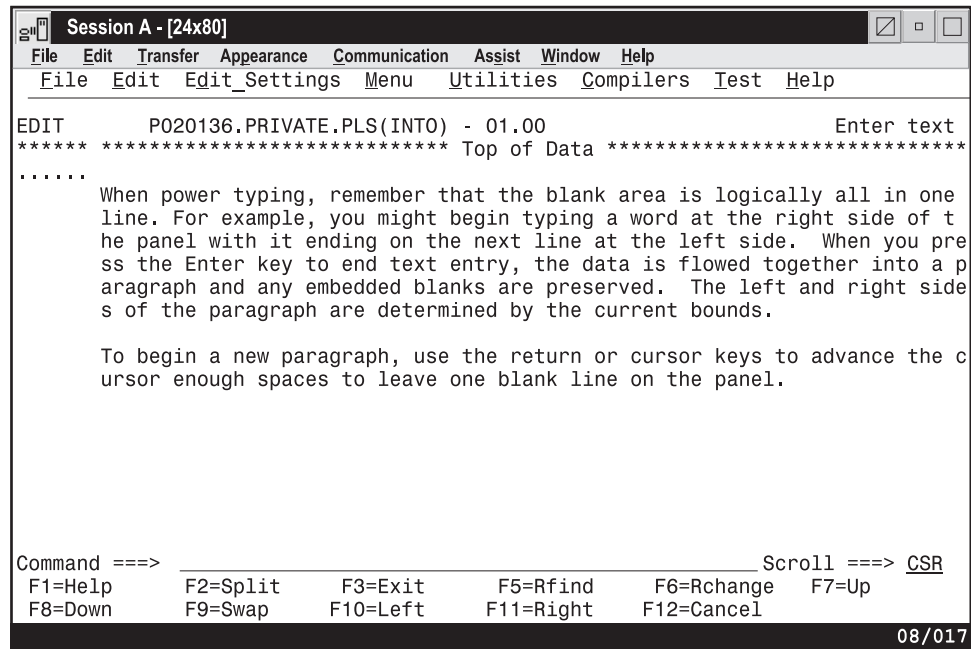 Session A - [24x80]
File Edit Transfer Appearance Communication Assist Window Help
File Edit Edit_Settings Menu Utilities Compilers Test Help
EDIT P020136.PRIVATE.PLS(INTO) - 01.00 Enter text
****** ***************************** Top of Data ******************************
......
When power typing, remember that the blank area is logically all in one
line. For example, you might begin typing a word at the right side of t
he panel with it ending on the next line at the left side. When you pre
ss the Enter key to end text entry, the data is flowed together into a p
aragraph and any embedded blanks are preserved. The left and right side
s of the paragraph are determined by the current bounds.
To begin a new paragraph, use the return or cursor keys to advance the c
ursor enough spaces to leave one blank line on the panel.
Command ===> Scroll ===> CSR
F1=Help F2=Split F3=Exit F5=Rfind F6=Rchange F7=Up
F8=Down F9=Swap F10=Left F11=Right F12=Cancel
08/017